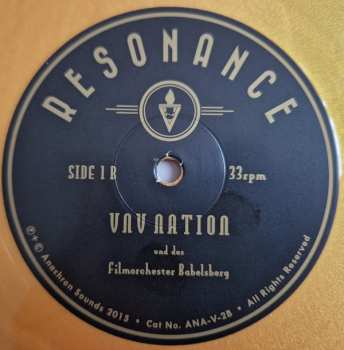 RESONANCE
SIDE 1 R 33rpm
VNV NATION
und das
Filmorchester Babelsberg
℗ + © Anachron Sounds 2015 • Cat No. ANA-V-28 • All Rights Reserved